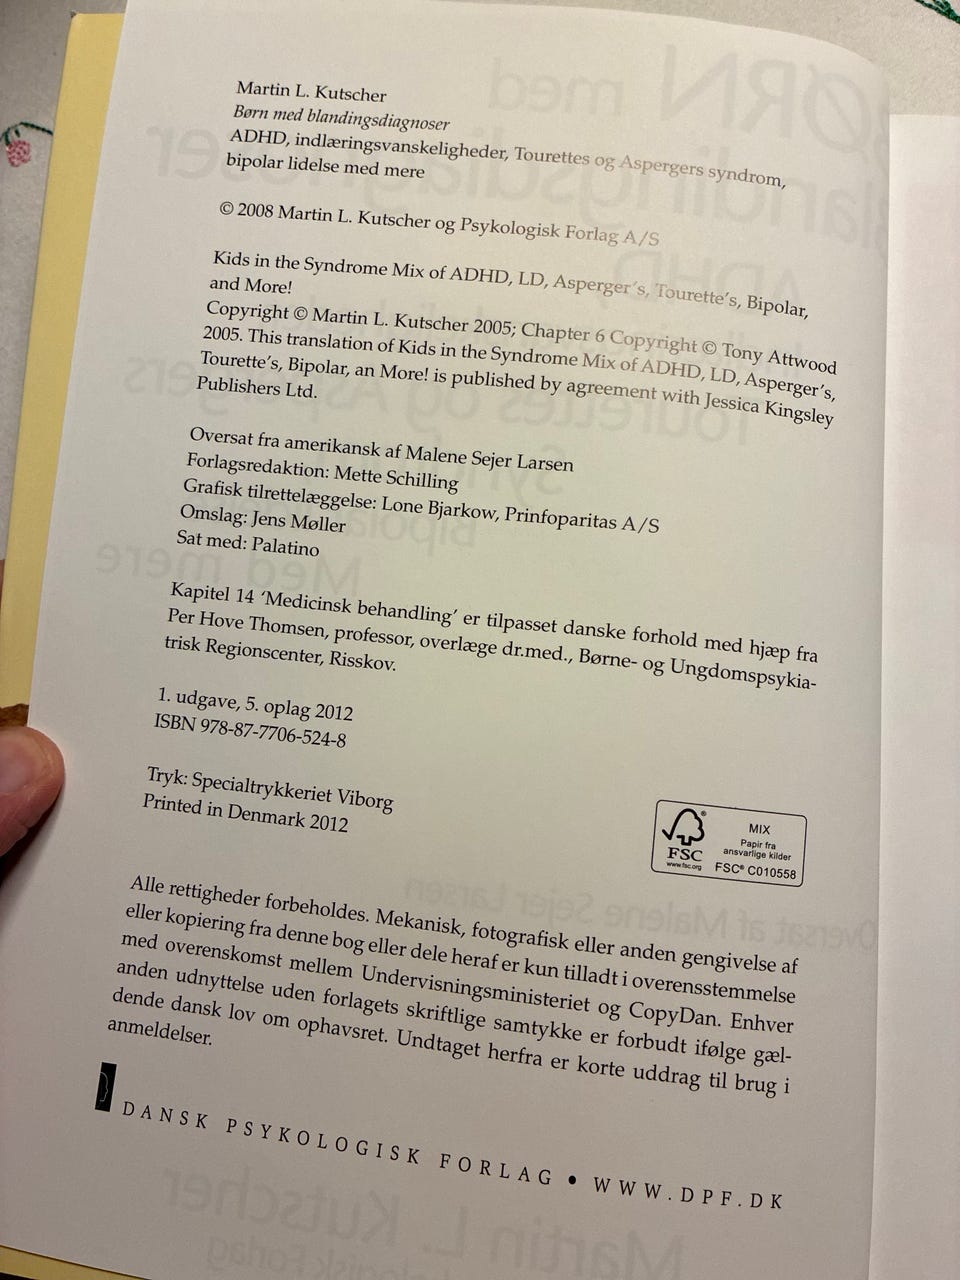 Martin L. Kutscher
Børn med blandingsdiagnoser
ADHD, indlæringsvanskeligheder, Tourettes og Aspergers syndrom,
bipolar lidelse med mere
© 2008 Martin L. Kutscher og Psykologisk Forlag A/S
Kids in the Syndrome Mix of ADHD, LD, Asperger's, Tourette's, Bipolar,
and More!
Copyright © Martin L. Kutscher 2005; Chapter 6 Copyright © Tony Attwood
2005. This translation of Kids in the Syndrome Mix of ADHD, LD, Asperger's,
Tourette's, Bipolar, an More! is published by agreement with Jessica Kingsley
Publishers Ltd.
Oversat fra amerikansk af Malene Sejer Larsen
Forlagsredaktion: Mette Schilling
Grafisk tilrettelæggelse: Lone Bjarkow, Prinfoparitas A/S
Omslag: Jens Møller
Sat med: Palatino
Kapitel 14 'Medicinsk behandling' er tilpasset danske forhold med hjæp fra
Per Hove Thomsen, professor, overlæge dr.med., Børne- og Ungdomspsykia-
trisk Regionscenter, Risskov.
1. udgave, 5. oplag 2012
ISBN 978-87-7706-524-8
Tryk: Specialtrykkeriet Viborg
Printed in Denmark 2012
FSC
www.fsc.org
MIX
Papir fra
ansvarlige kilder
FSC® C010558
Alle rettigheder forbeholdes. Mekanisk, fotografisk eller anden gengivelse af
eller kopiering fra denne bog eller dele heraf er kun tilladt i overensstemmelse
med overenskomst mellem Undervisningsministeriet og CopyDan. Enhver
anden udnyttelse uden forlagets skriftlige samtykke er forbudt ifølge gæl-
dende dansk lov om ophavsret. Undtaget herfra er korte uddrag til brug i
anmeldelser.
DANSK PSYKOLOGISK FORLAG • WWW.DPF.DK